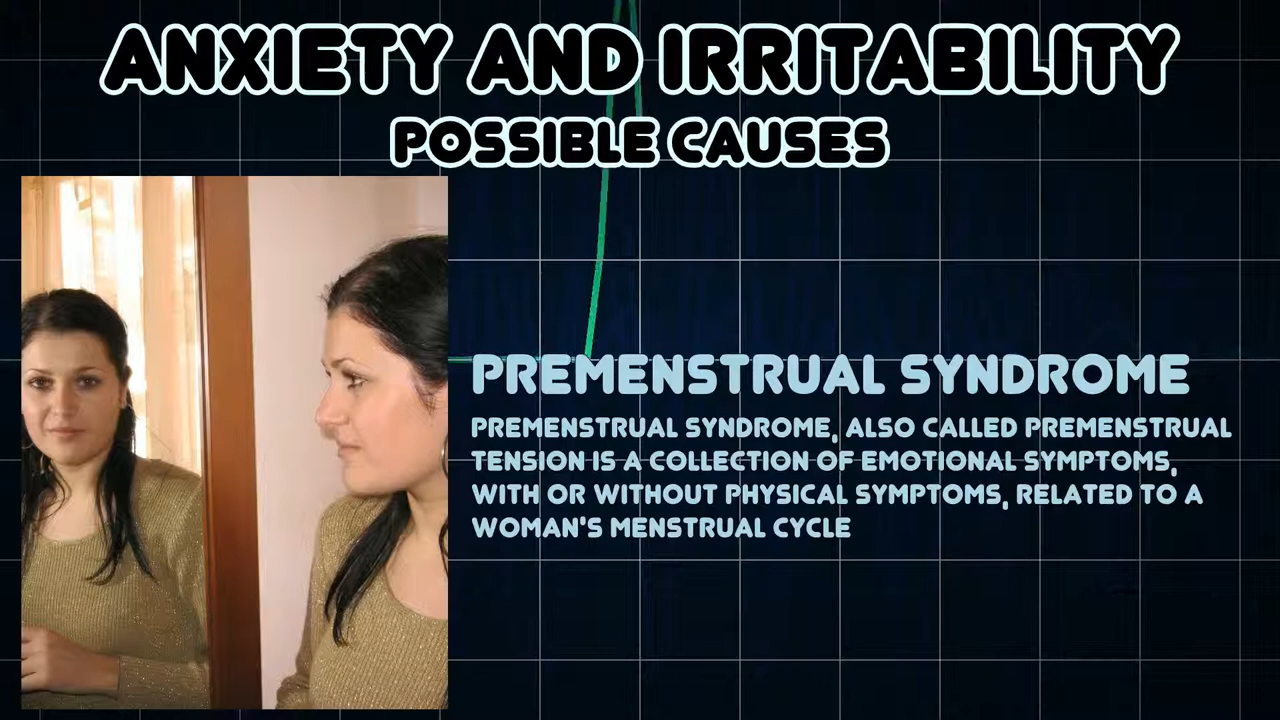 ANXIETY AND IRRITABILITY
POSSIBLE CAUSES
PREMENSTRUAL SYNDROME
PREMENSTRUAL SYNDROME, ALSO CALLED PREMENSTRUAL
TENSION IS A COLLECTION OF EMOTIONAL SYMPTOMS,
WITH OR WITHOUT PHYSICAL SYMPTOMS, RELATED TO A
WOMAN'S MENSTRUAL CYCLE